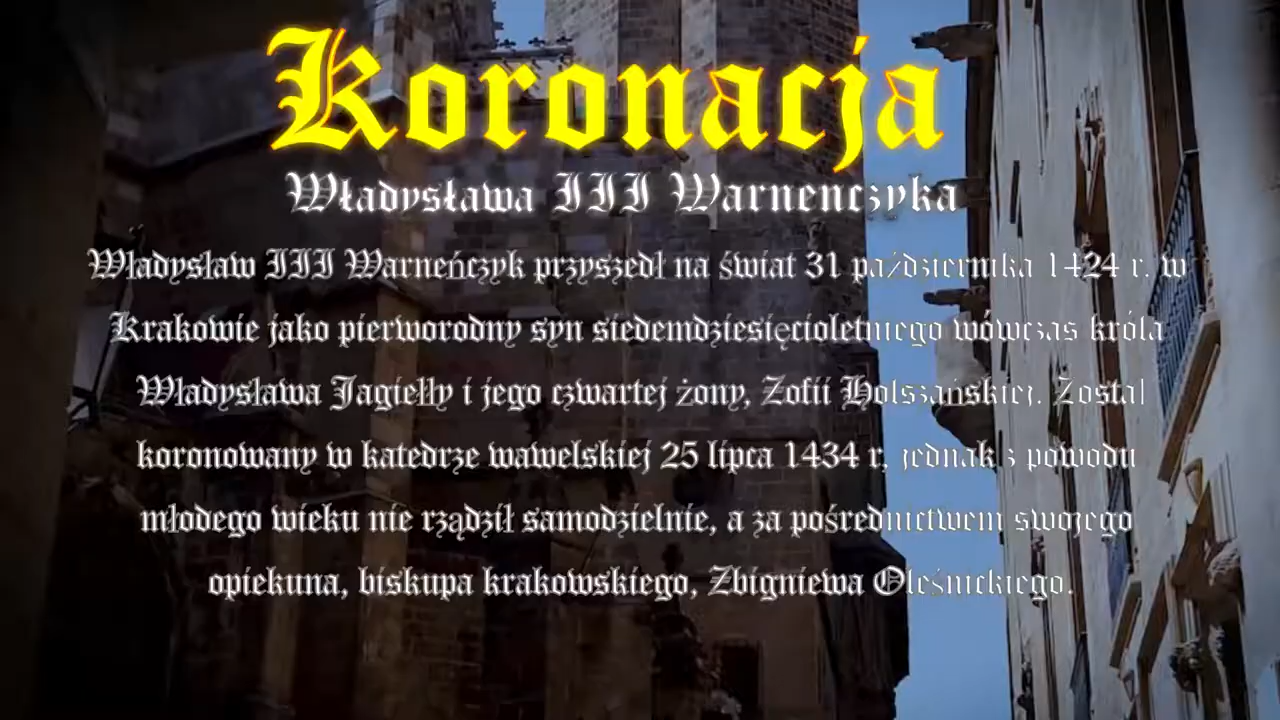 Koronacja
Władysława III Warneńczyka
Władysław III Warneńczyk przyszedł na świat 31 października 1424 r. w
Krakowie jako pierworodny syn siedemdziesięcioletniego wówczas króla
Władysława Jagiełły i jego czwartej żony, Zofii Holszańskiej. Został
koronowany w katedrze wawelskiej 25 lipca 1434 r, jednak z powodu
młodego wieku nie rządził samodzielnie, a za pośrednictwem swojego
opiekuna, biskupa krakowskiego, Zbigniewa Oleśnickiego.